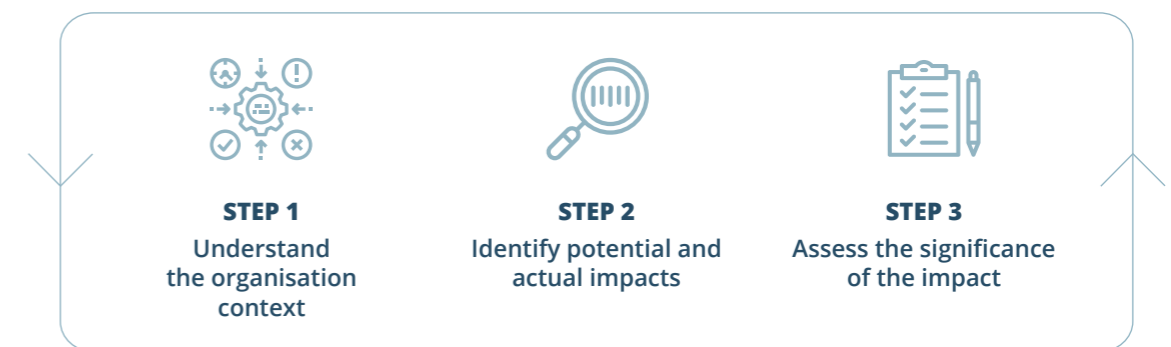 STEP 1
Understand
the organisation
context
STEP 2
Identify potential and
actual impacts
STEP 3
Assess the significance
of the impact